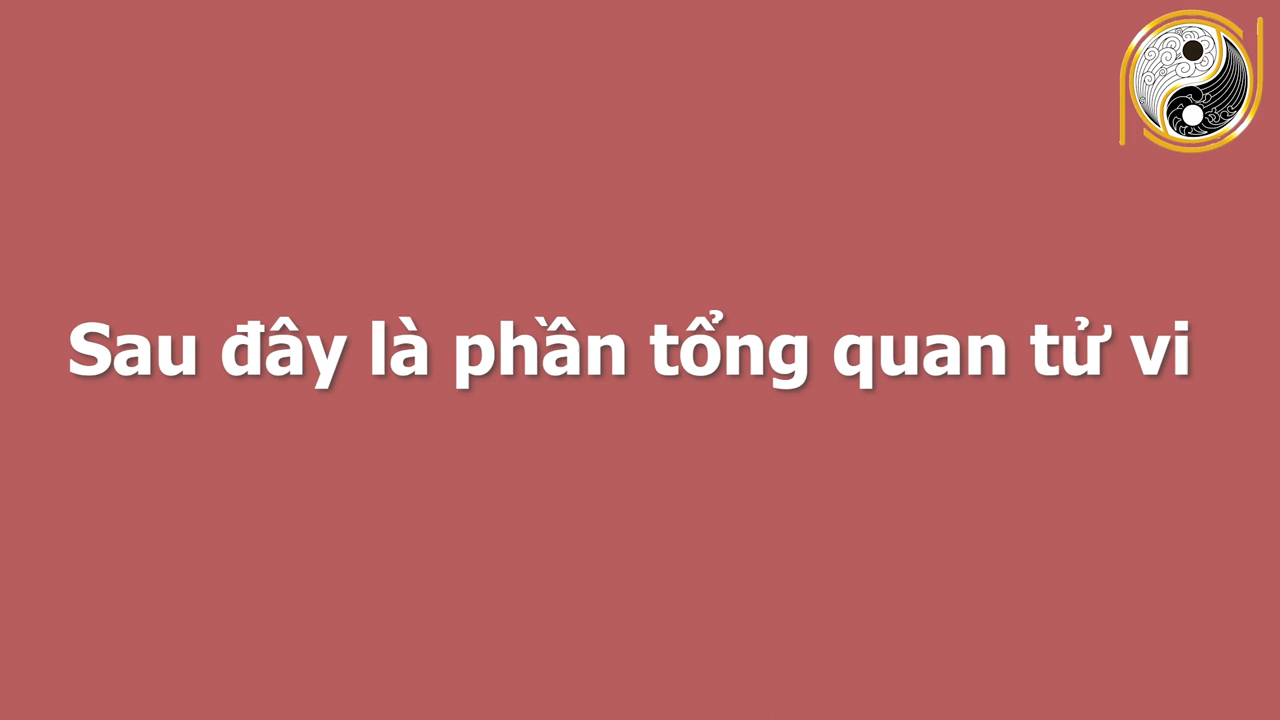 Sau đây là phần tổng quan tử vi